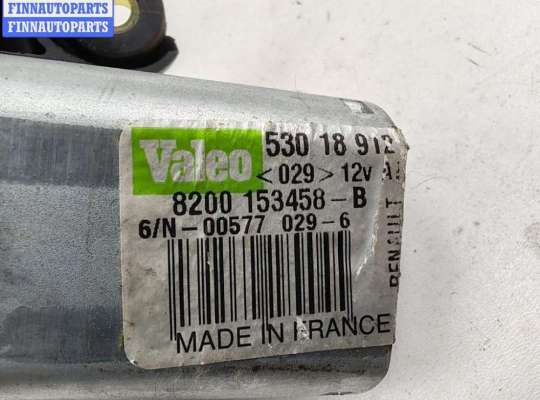 FINNAUTOPARTS
FINNAUTOPARTS
Valeo 530 18 912
<029> 12v
8200 153458-B
6/N-00577 029-6
RENAULT
MADE IN FRANCE